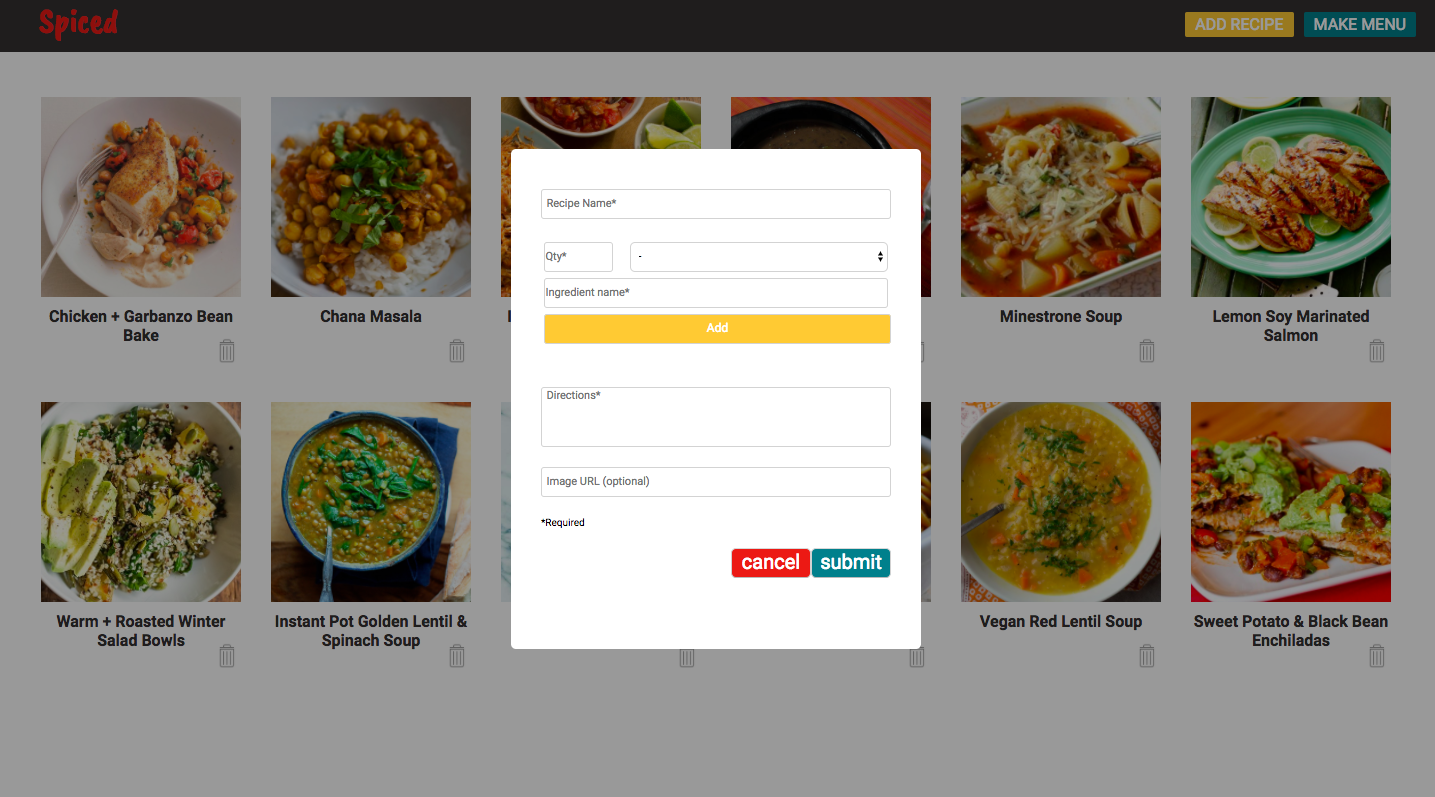 Spiced
ADD RECIPE
MAKE MENU
Recipe Name*
Qty*
-
Ingredient name*
Add
Directions*
Image URL (optional)
*Required
cancel
submit
Chicken + Garbanzo Bean
Bake
Chana Masala
Minestrone Soup
Lemon Soy Marinated
Salmon
Warm + Roasted Winter
Salad Bowls
Instant Pot Golden Lentil &
Spinach Soup
Vegan Red Lentil Soup
Sweet Potato & Black Bean
Enchiladas